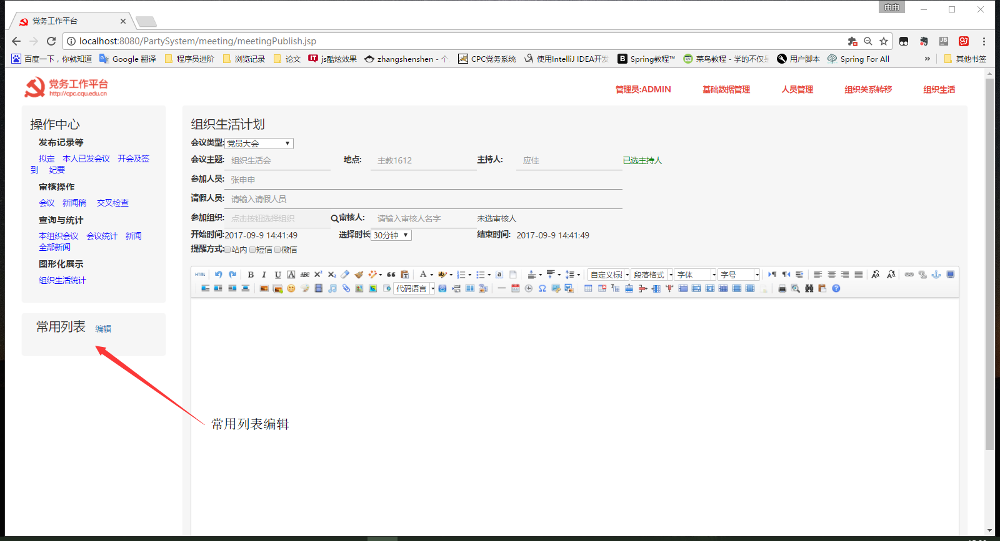 申申
党务工作平台
localhost:8080/PartySystem/meeting/meetingPublish.jsp
百度一下，你就知道 Google 翻译 程序员进阶 浏览记录 论文 js酷炫效果 zhangshenshen - 个 CPC党务系统 使用IntelliJ IDEA开发 Spring教程™ 菜鸟教程 - 学的不仅是 用户脚本 Spring For All » 其他书签
党务工作平台
http://cpc.cqu.edu.cn
管理员:ADMIN 基础数据管理 人员管理 组织关系转移 组织生活
操作中心
发布记录等
拟定 本人已发会议 开会及签
到 纪要
审核操作
会议 新闻稿 交叉检查
查询与统计
本组织会议 会议统计 新闻
全部新闻
图形化展示
组织生活统计
常用列表 编辑
组织生活计划
会议类型: 党员大会
会议主题: 组织生活会 地点: 主教1612 主持人: 应佳 已选主持人
参加人员: 张申申
请假人员: 请输入请假人员
参加组织: 点击按钮选择组织 审核人: 请输入审核人名字 未选审核人
开始时间: 2017-09-9 14:41:49 选择时长 30分钟 结束时间: 2017-09-9 14:41:49
提醒方式: 站内 短信 微信
HTML B I U A ABC X² X₂ 自定义标题 段落格式 字体 字号
代码语言
常用列表编辑